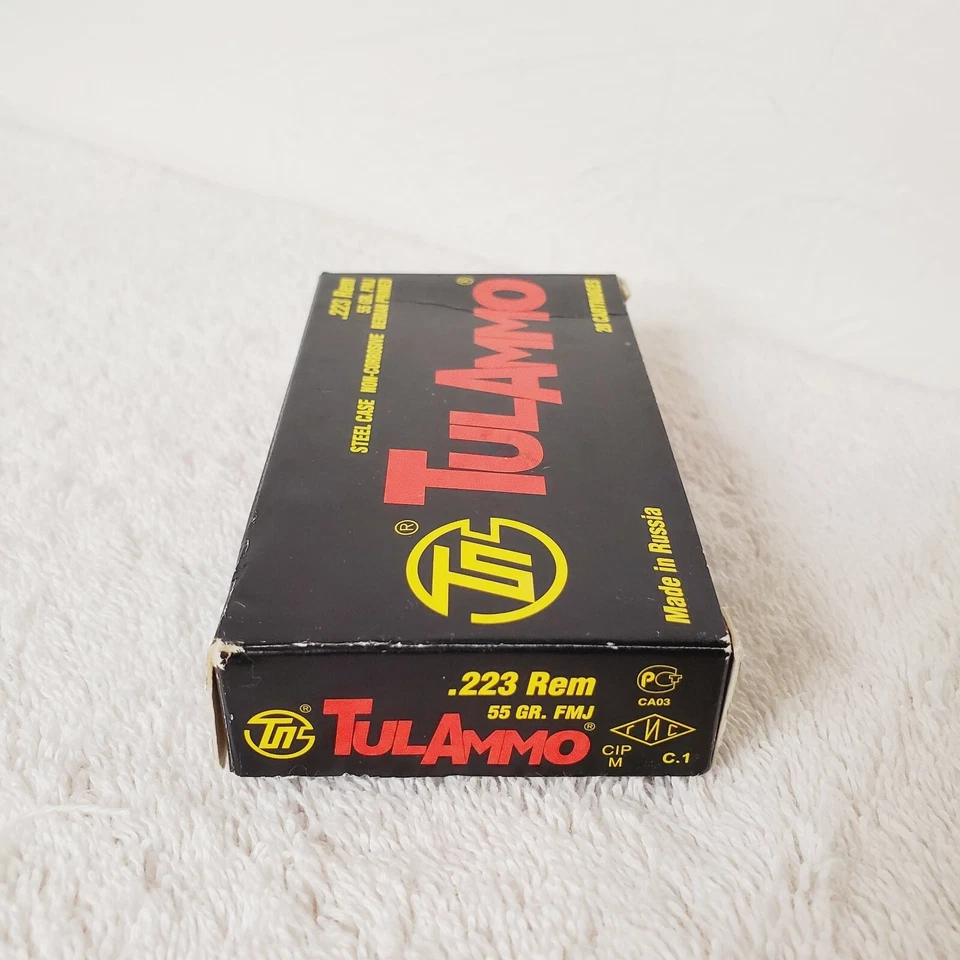 .223 Rem
55 GR. FMJ
STEEL CASE NON-CORROSIVE BERDAN PRIMED
TULAMMO®
20 CARTRIDGES
®
Made in Russia
.223 Rem
55 GR. FMJ
® TULAMMO®
РСТ
CA03
ГИС
CIP
M
C.1